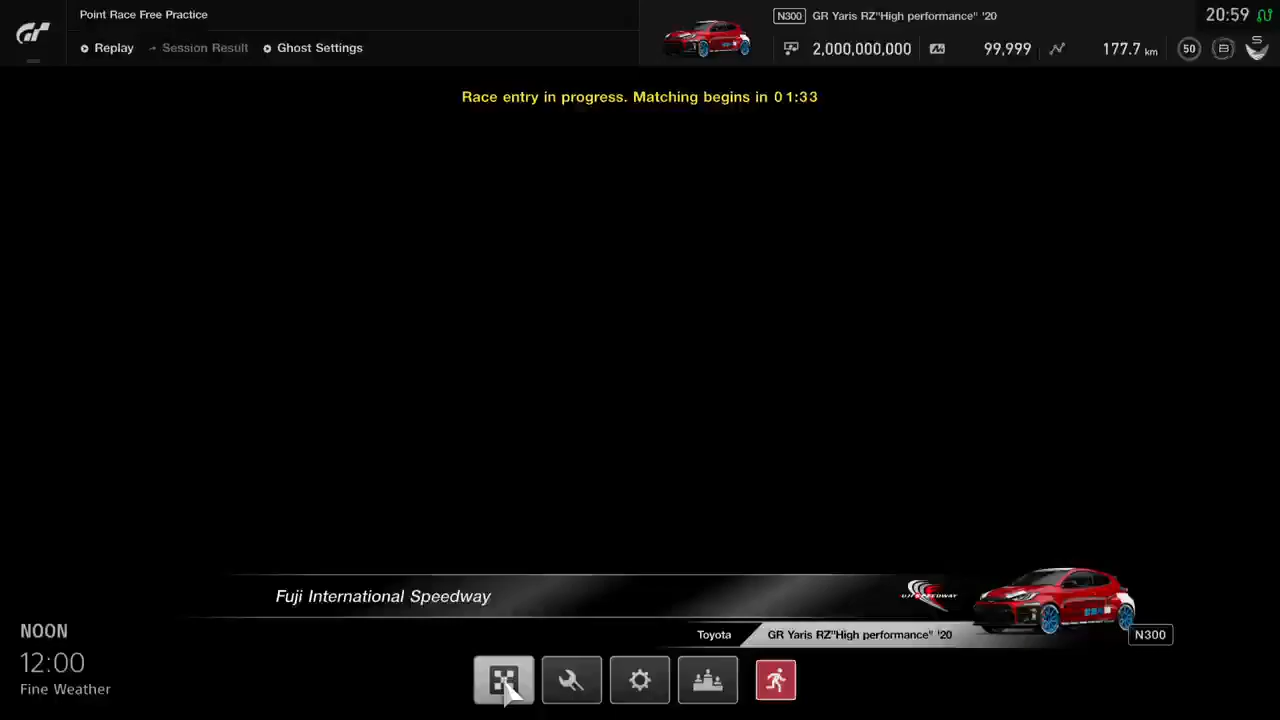 Point Race Free Practice
Replay
Session Result
Ghost Settings
N300 GR Yaris RZ"High performance" '20
2,000,000,000
99,999
177.7 km
50
B
S
20:59
Race entry in progress. Matching begins in 01:33
Fuji International Speedway
Toyota
GR Yaris RZ"High performance" '20
N300
NOON
12:00
Fine Weather